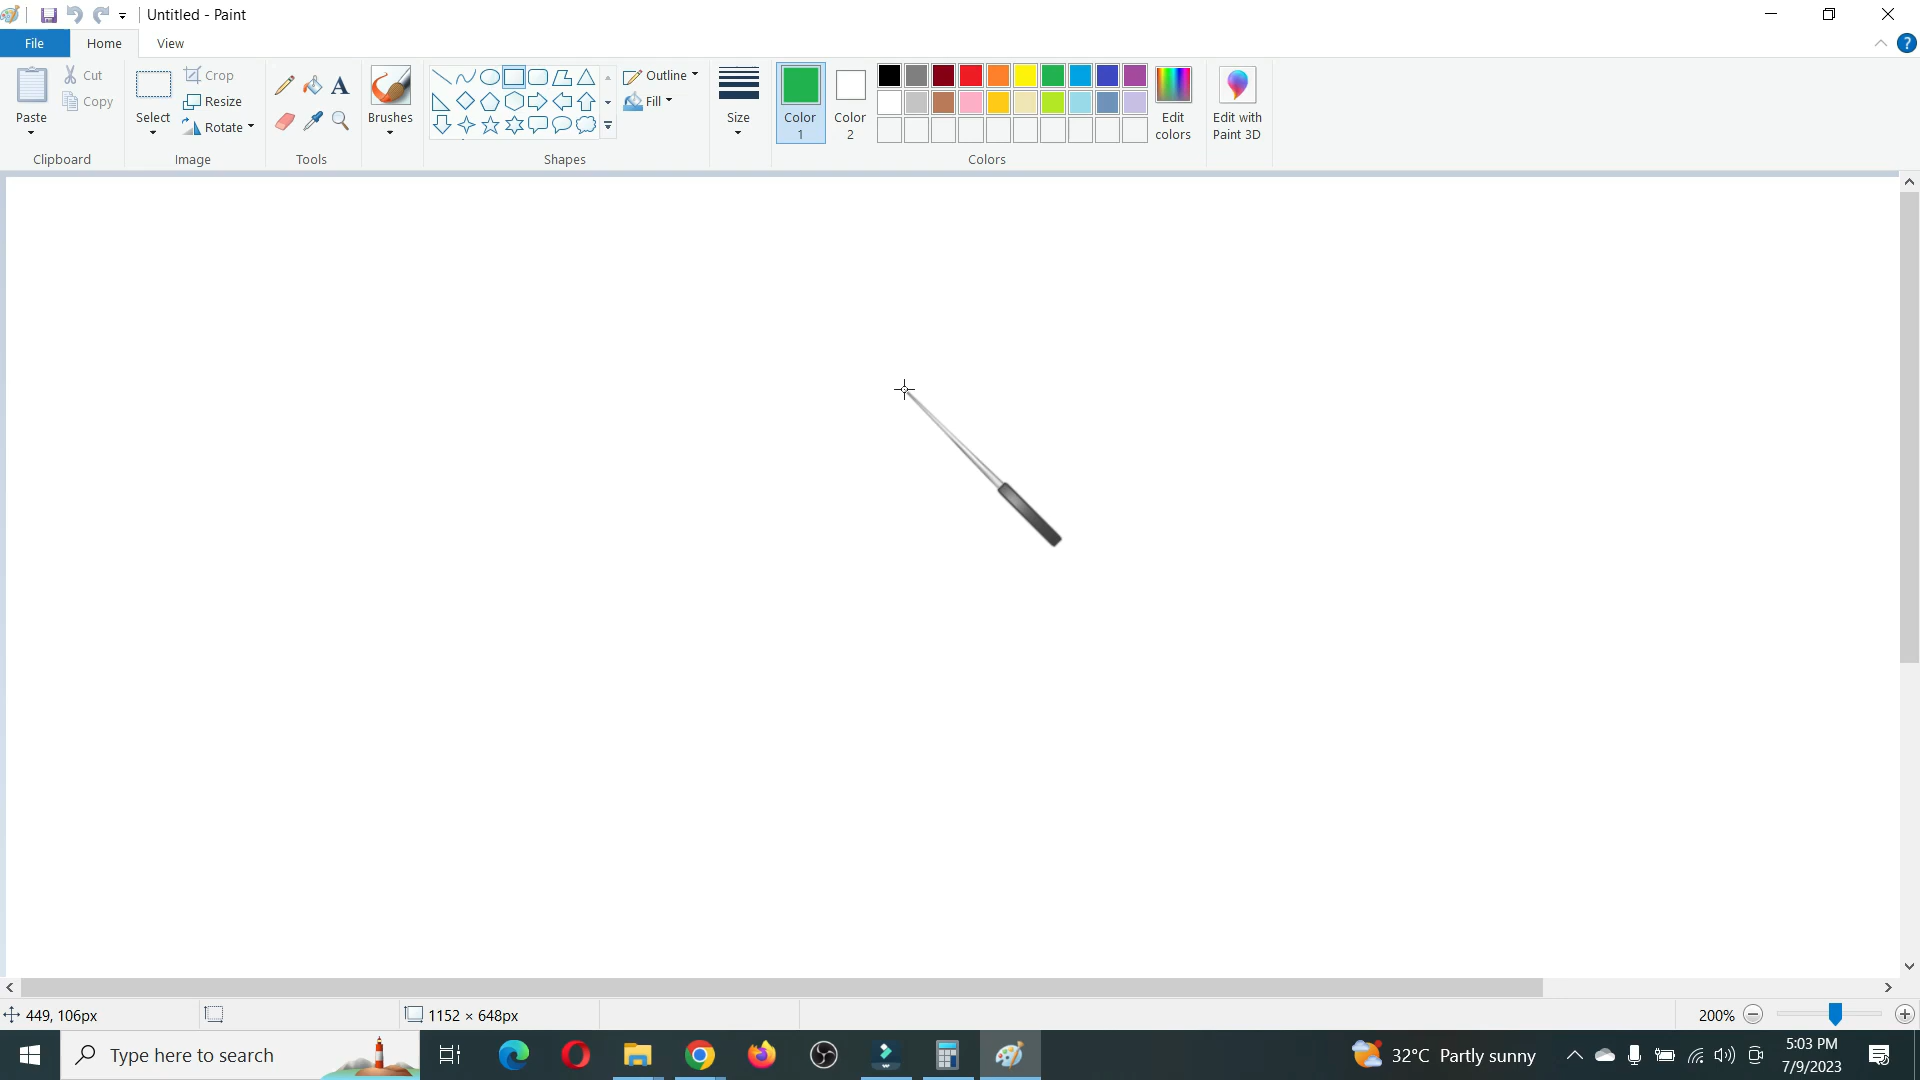 Untitled - Paint
File Home View ?
Paste
Cut
Copy
Clipboard
Select
Crop
Resize
Rotate
Image
A
Tools
Brushes
Shapes
Outline
Fill
Size
Color 1
Color 2
Colors
Edit colors
Edit with Paint 3D
449, 106px
1152 × 648px
200%
Type here to search
32°C Partly sunny
5:03 PM
7/9/2023